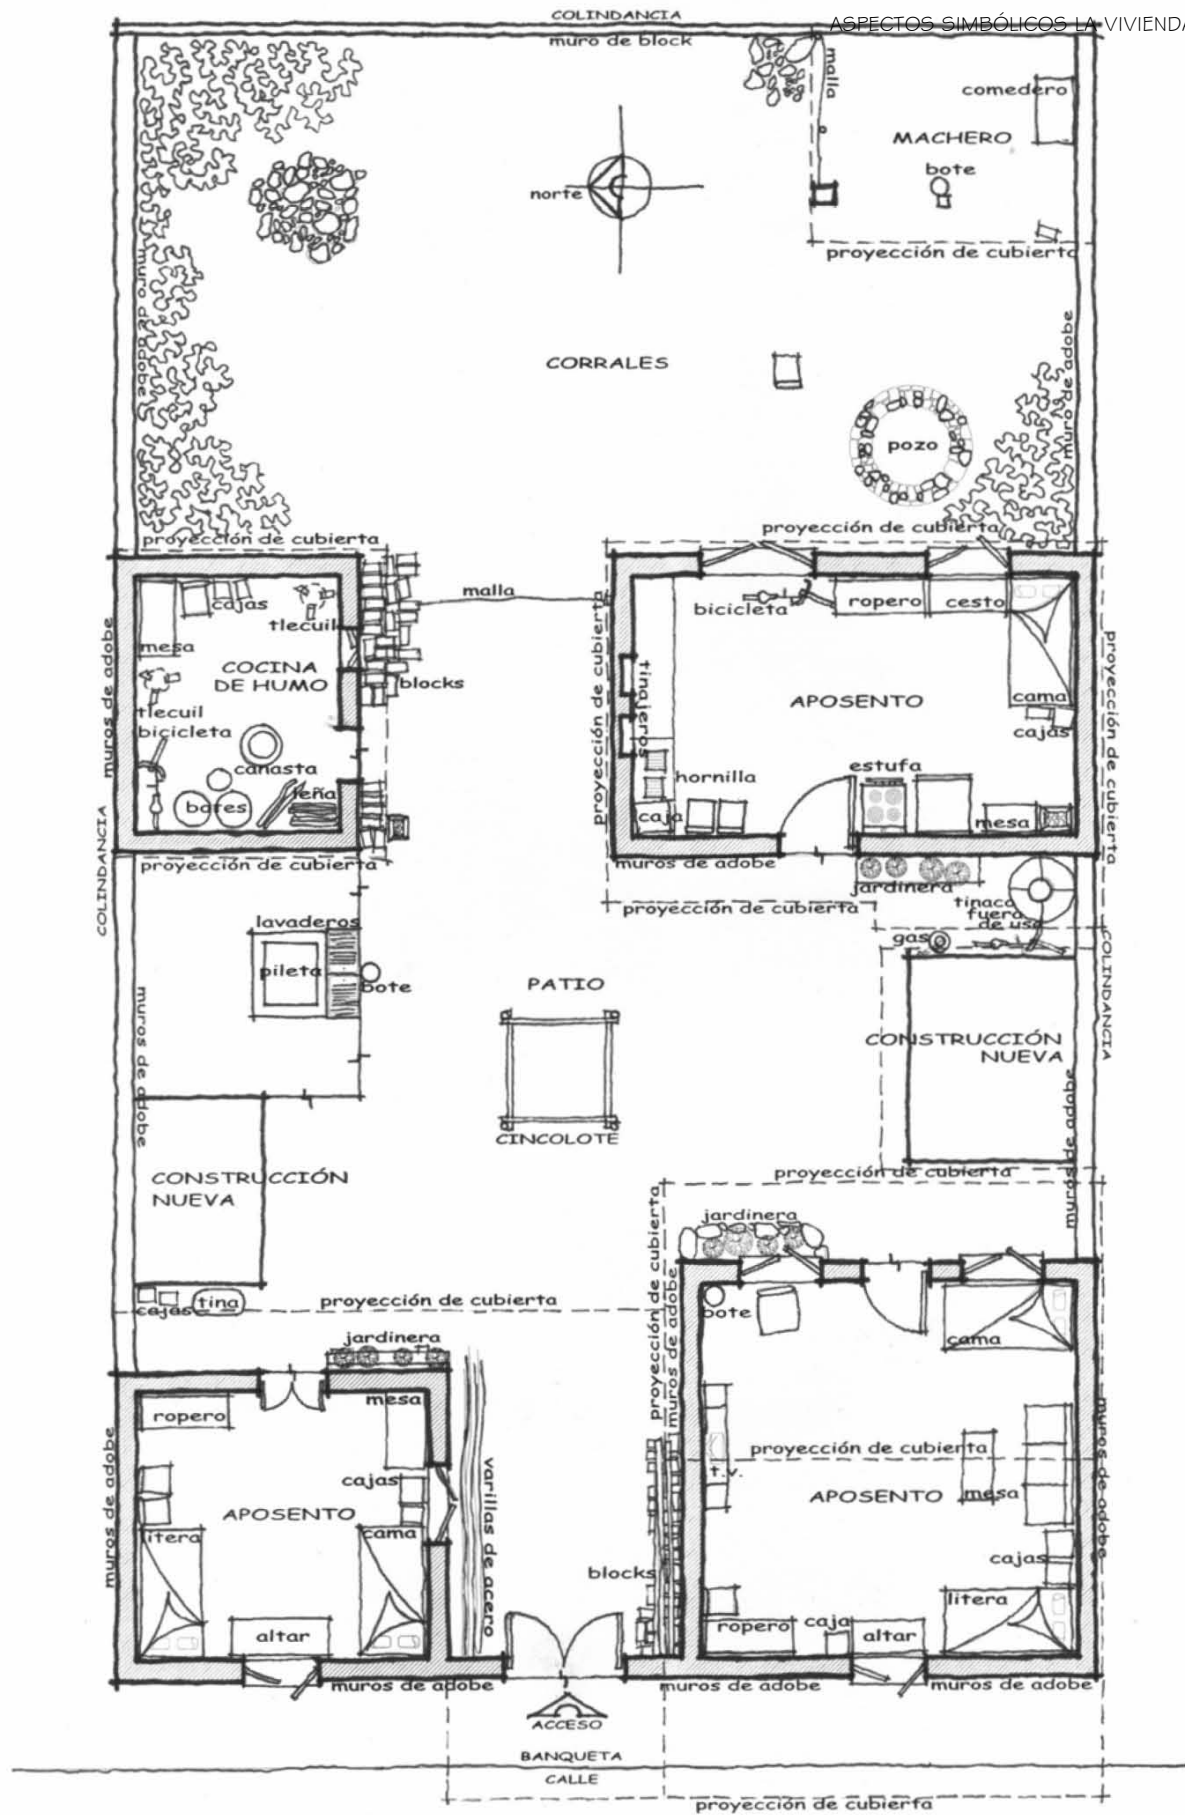 COLINDANCIA
ASPECTOS SIMBÓLICOS LA VIVIENDA
muro de block
malla
comedero
MACHERO
bote
norte
proyección de cubierta
muro de adobe
muro de adobe
CORRALES
pozo
proyección de cubierta
proyección de cubierta
malla
cajas
tlecuil
mesa
COCINA
DE HUMO
blocks
tlecuil
bicicleta
canasta
botes
leña
muros de adobe
proyección de cubierta
bicicleta
ropero
cesto
tinajeros
APOSENTO
cama
cajas
proyección de cubierta
estufa
hornilla
caja
mesa
COLINDANCIA
proyección de cubierta
muros de adobe
jardinera
proyección de cubierta
tinaco
fuera
de uso
gas
lavaderos
pileta
bote
muros de adobe
PATIO
COLINDANCIA
CONSTRUCCIÓN
NUEVA
muros de adobe
CINCOLOTE
CONSTRUCCIÓN
NUEVA
proyección de cubierta
jardinera
proyección de cubierta
muros de adobe
cajas
tina
proyección de cubierta
bote
cama
jardinera
ropero
mesa
cajas
APOSENTO
litera
cama
altar
muros de adobe
varillas de acero
blocks
proyección de cubierta
t.v.
APOSENTO
mesa
muros de adobe
cajas
litera
ropero
caja
altar
muros de adobe
muros de adobe
muros de adobe
ACCESO
BANQUETA
CALLE
proyección de cubierta